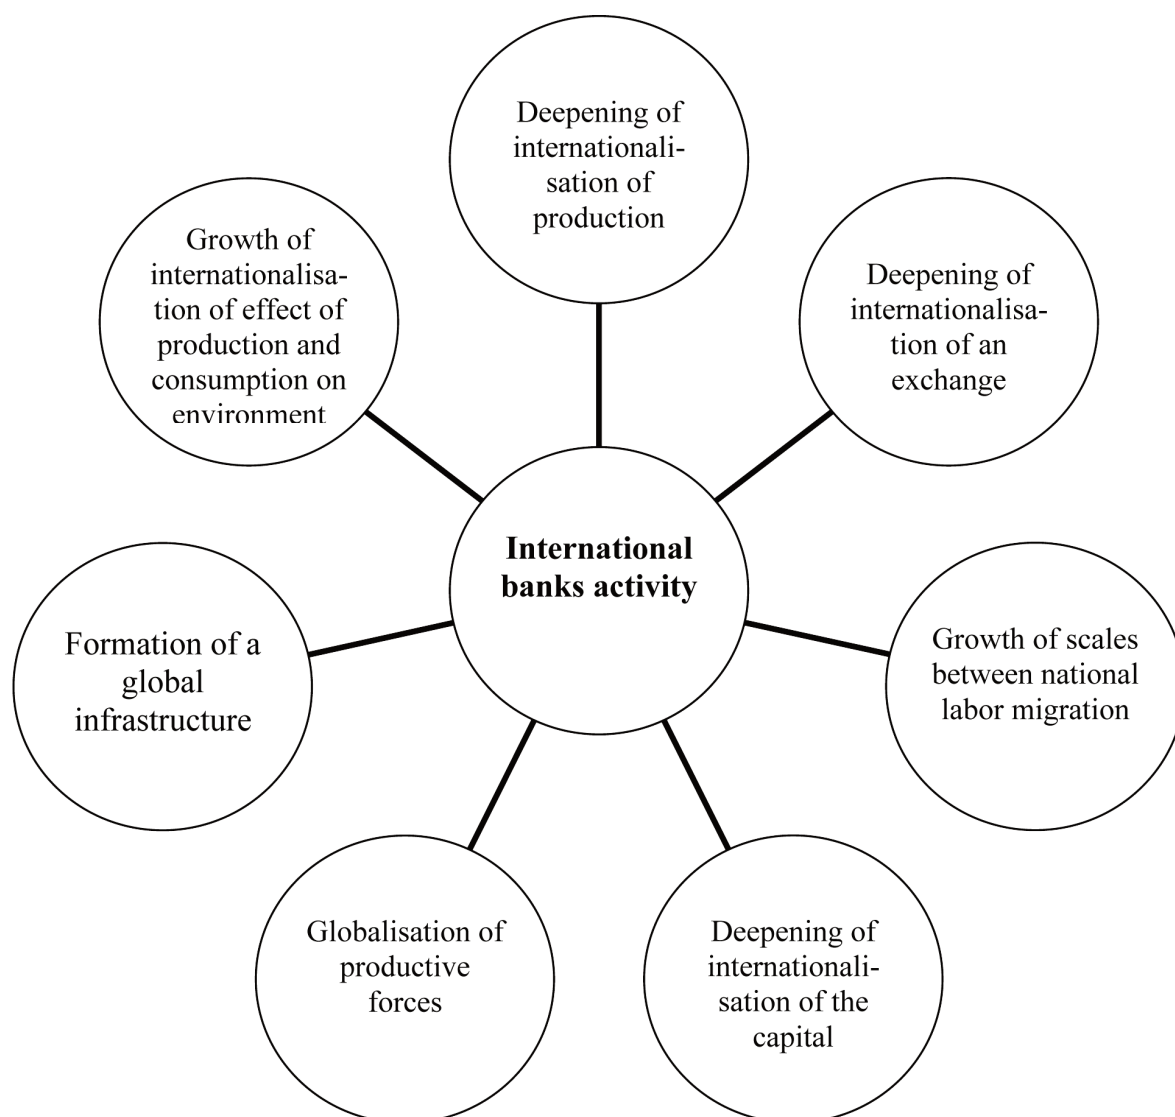 Deepening of
internationali-
sation of
production
Growth of
internationalisa-
tion of effect of
production and
consumption on
environment
Deepening of
internationalisa-
tion of an
exchange
International
banks activity
Formation of a
global
infrastructure
Growth of scales
between national
labor migration
Globalisation of
productive
forces
Deepening of
internationali-
sation of the
capital